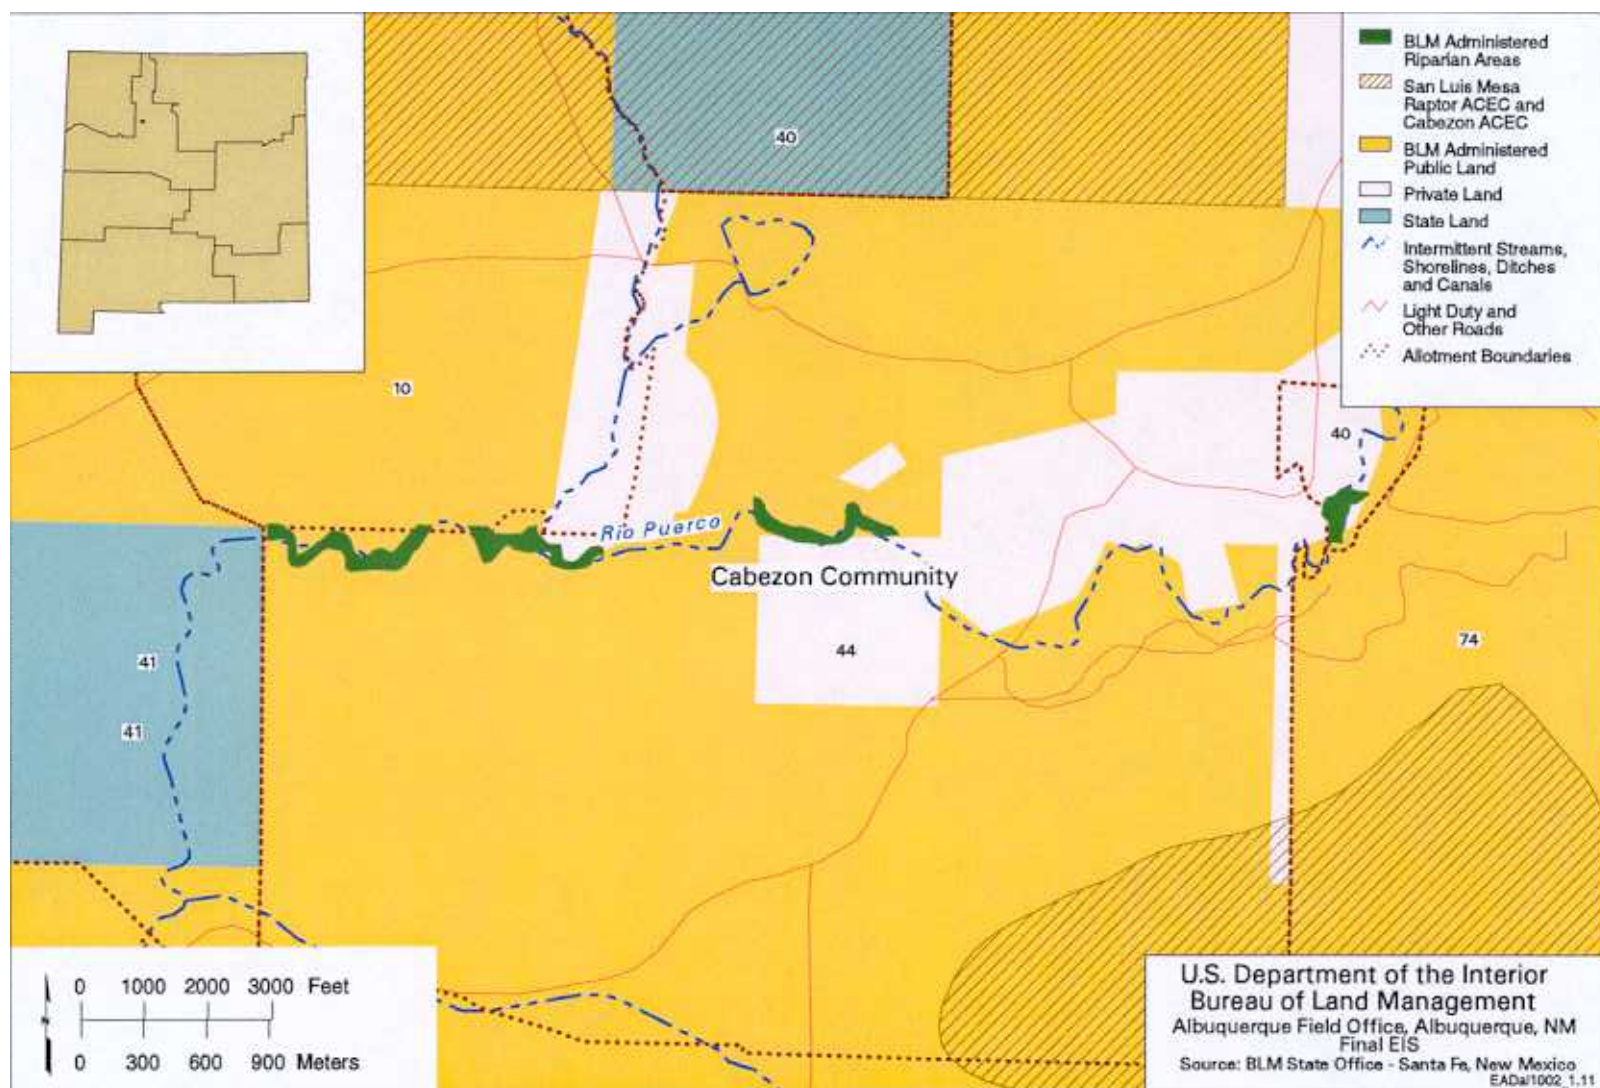 BLM Administered
Riparian Areas
San Luis Mesa
Raptor ACEC and
Cabezon ACEC
BLM Administered
Public Land
Private Land
State Land
Intermittent Streams,
Shorelines, Ditches
and Canals
Light Duty and
Other Roads
Allotment Boundaries
40
10
40
Rio Puerco
Cabezon Community
44
74
41
41
0 1000 2000 3000 Feet
N
0 300 600 900 Meters
U.S. Department of the Interior
Bureau of Land Management
Albuquerque Field Office, Albuquerque, NM
Final EIS
Source: BLM State Office - Santa Fe, New Mexico
EADal1002_1.11